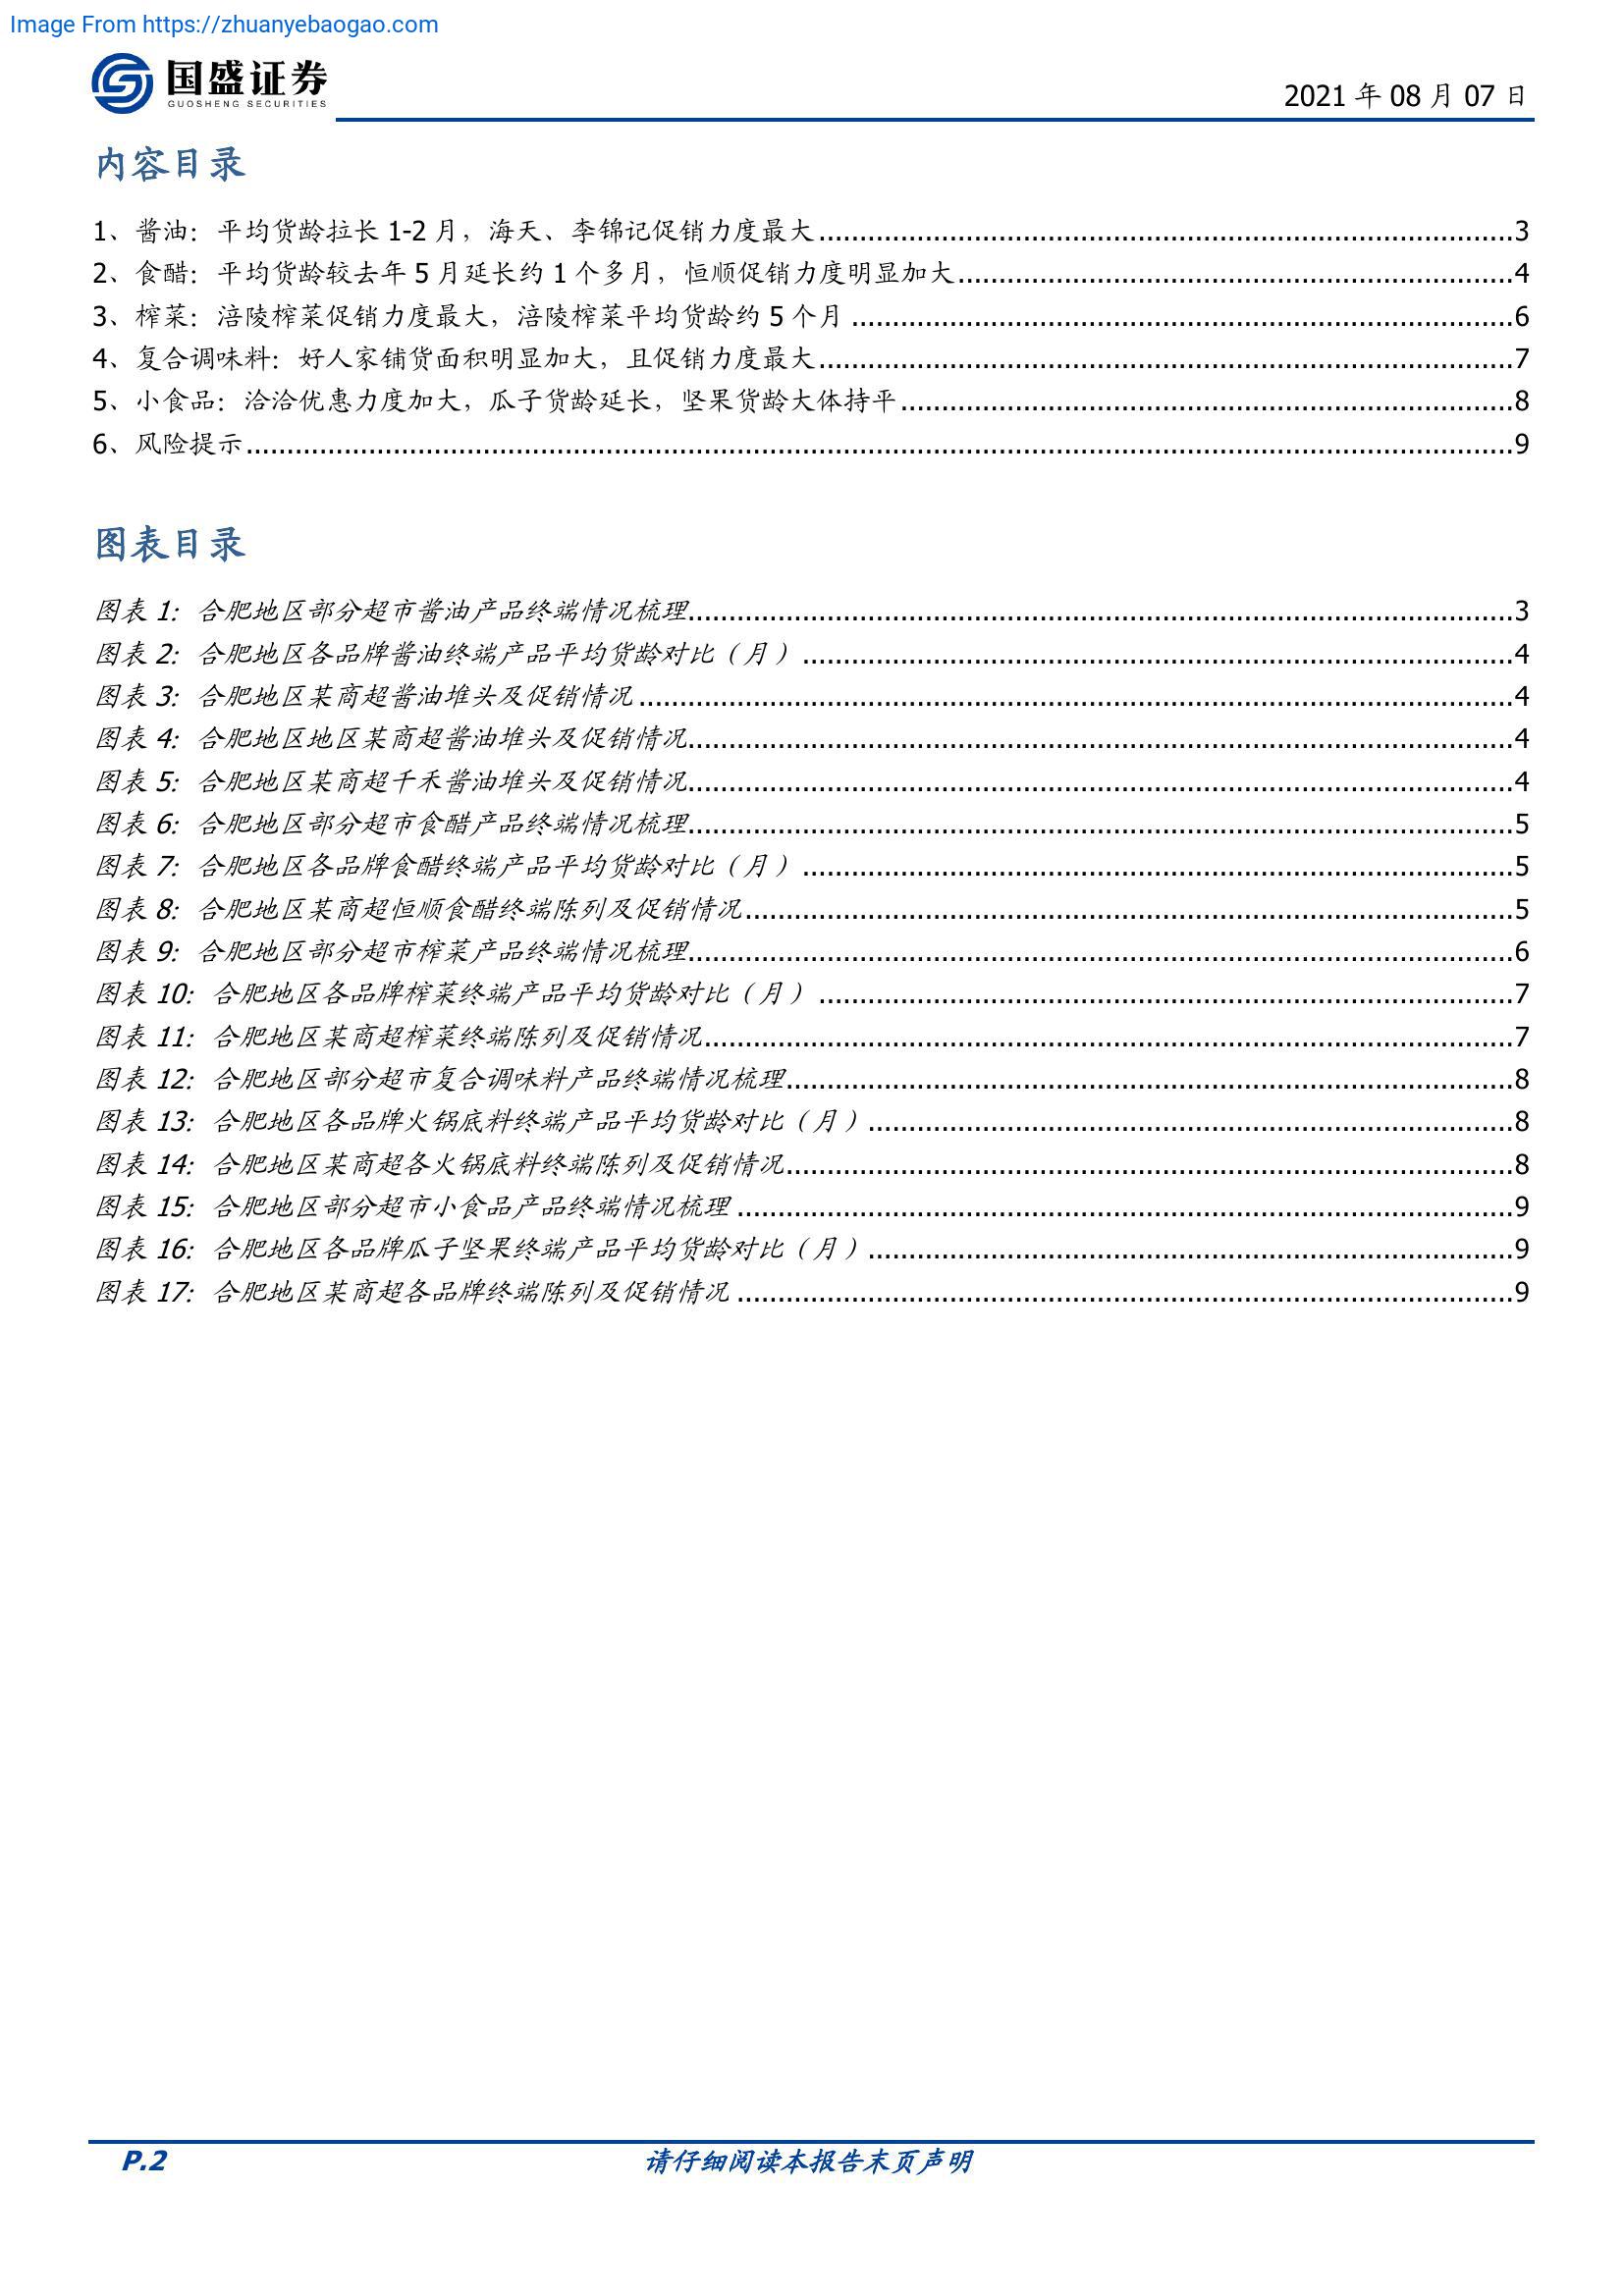 Image From https://zhuanyebaogao.com
国盛证券
GUOSHENG SECURITIES
2021 年 08 月 07 日
内容目录
1、酱油：平均货龄拉长 1-2 月，海天、李锦记促销力度最大 3
2、食醋：平均货龄较去年 5 月延长约 1 个多月，恒顺促销力度明显加大 4
3、榨菜：涪陵榨菜促销力度最大，涪陵榨菜平均货龄约 5 个月 6
4、复合调味料：好人家铺货面积明显加大，且促销力度最大 7
5、小食品：洽洽优惠力度加大，瓜子货龄延长，坚果货龄大体持平 8
6、风险提示 9
图表目录
图表 1：合肥地区部分超市酱油产品终端情况梳理 3
图表 2：合肥地区各品牌酱油终端产品平均货龄对比（月） 4
图表 3：合肥地区某商超酱油堆头及促销情况 4
图表 4：合肥地区地区某商超酱油堆头及促销情况 4
图表 5：合肥地区某商超千禾酱油堆头及促销情况 4
图表 6：合肥地区部分超市食醋产品终端情况梳理 5
图表 7：合肥地区各品牌食醋终端产品平均货龄对比（月） 5
图表 8：合肥地区某商超恒顺食醋终端陈列及促销情况 5
图表 9：合肥地区部分超市榨菜产品终端情况梳理 6
图表 10：合肥地区各品牌榨菜终端产品平均货龄对比（月） 7
图表 11：合肥地区某商超榨菜终端陈列及促销情况 7
图表 12：合肥地区部分超市复合调味料产品终端情况梳理 8
图表 13：合肥地区各品牌火锅底料终端产品平均货龄对比（月） 8
图表 14：合肥地区某商超各火锅底料终端陈列及促销情况 8
图表 15：合肥地区部分超市小食品产品终端情况梳理 9
图表 16：合肥地区各品牌瓜子坚果终端产品平均货龄对比（月） 9
图表 17：合肥地区某商超各品牌终端陈列及促销情况 9
P.2
请仔细阅读本报告末页声明